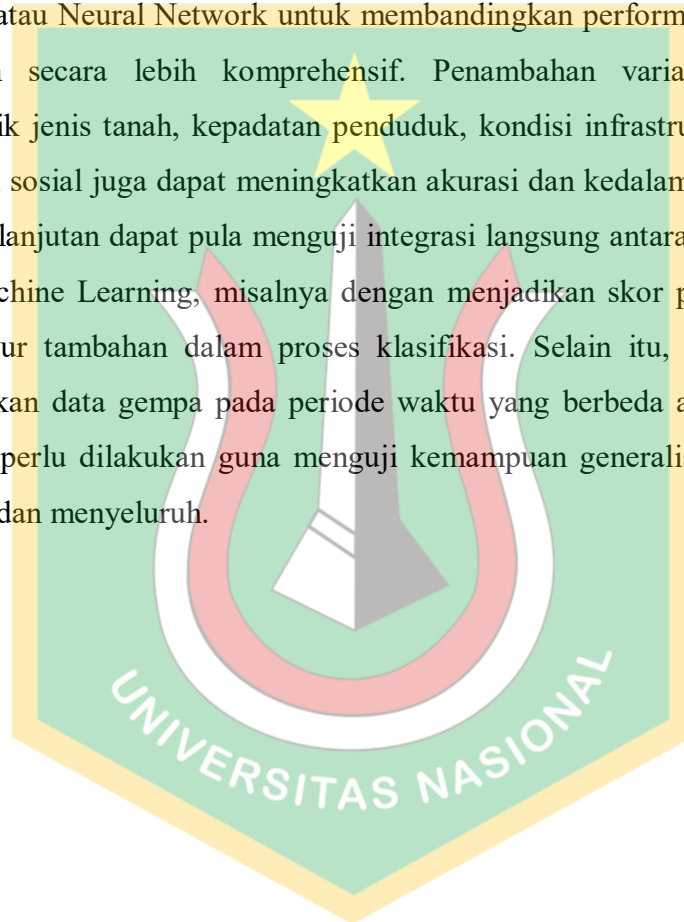 atau Neural Network untuk membandingkan perform
secara lebih komprehensif. Penambahan varia
ik jenis tanah, kepadatan penduduk, kondisi infrastru
sosial juga dapat meningkatkan akurasi dan kedalam
lanjutan dapat pula menguji integrasi langsung antara
chine Learning, misalnya dengan menjadikan skor p
ur tambahan dalam proses klasifikasi. Selain itu,
kan data gempa pada periode waktu yang berbeda a
perlu dilakukan guna menguji kemampuan generalis
dan menyeluruh.
UNIVERSITAS NASIONAL